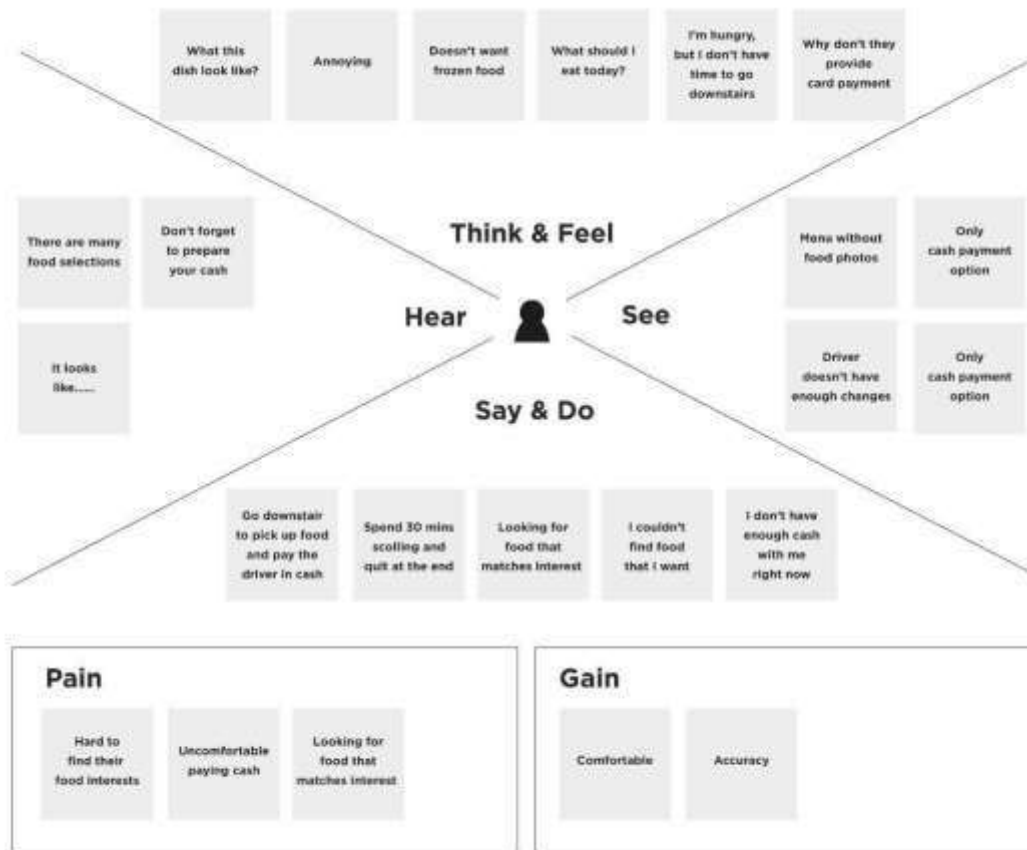 What this
dish look like?
Annoying
Doesn't want
frozen food
What should I
eat today?
I'm hungry,
but I don't have
time to go
downstairs
Why don't they
provide
card payment
Think & Feel
There are many
food selections
Don't forget
to prepare
your cash
It looks
like.....
Hear
See
Mena without
food photos
Only
cash payment
option
Driver
doesn't have
enough changes
Only
cash payment
option
Say & Do
Go downstair
to pick up food
and pay the
driver in cash
Spend 30 mins
scolling and
quit at the end
Looking for
food that
matches interest
I couldn't
find food
that i want
I don't have
enough cash
with me
right now
Pain
Hard to
find their
food interests
Uncomfortable
paying cash
Looking for
food that
matches interest
Gain
Comfortable
Accuracy